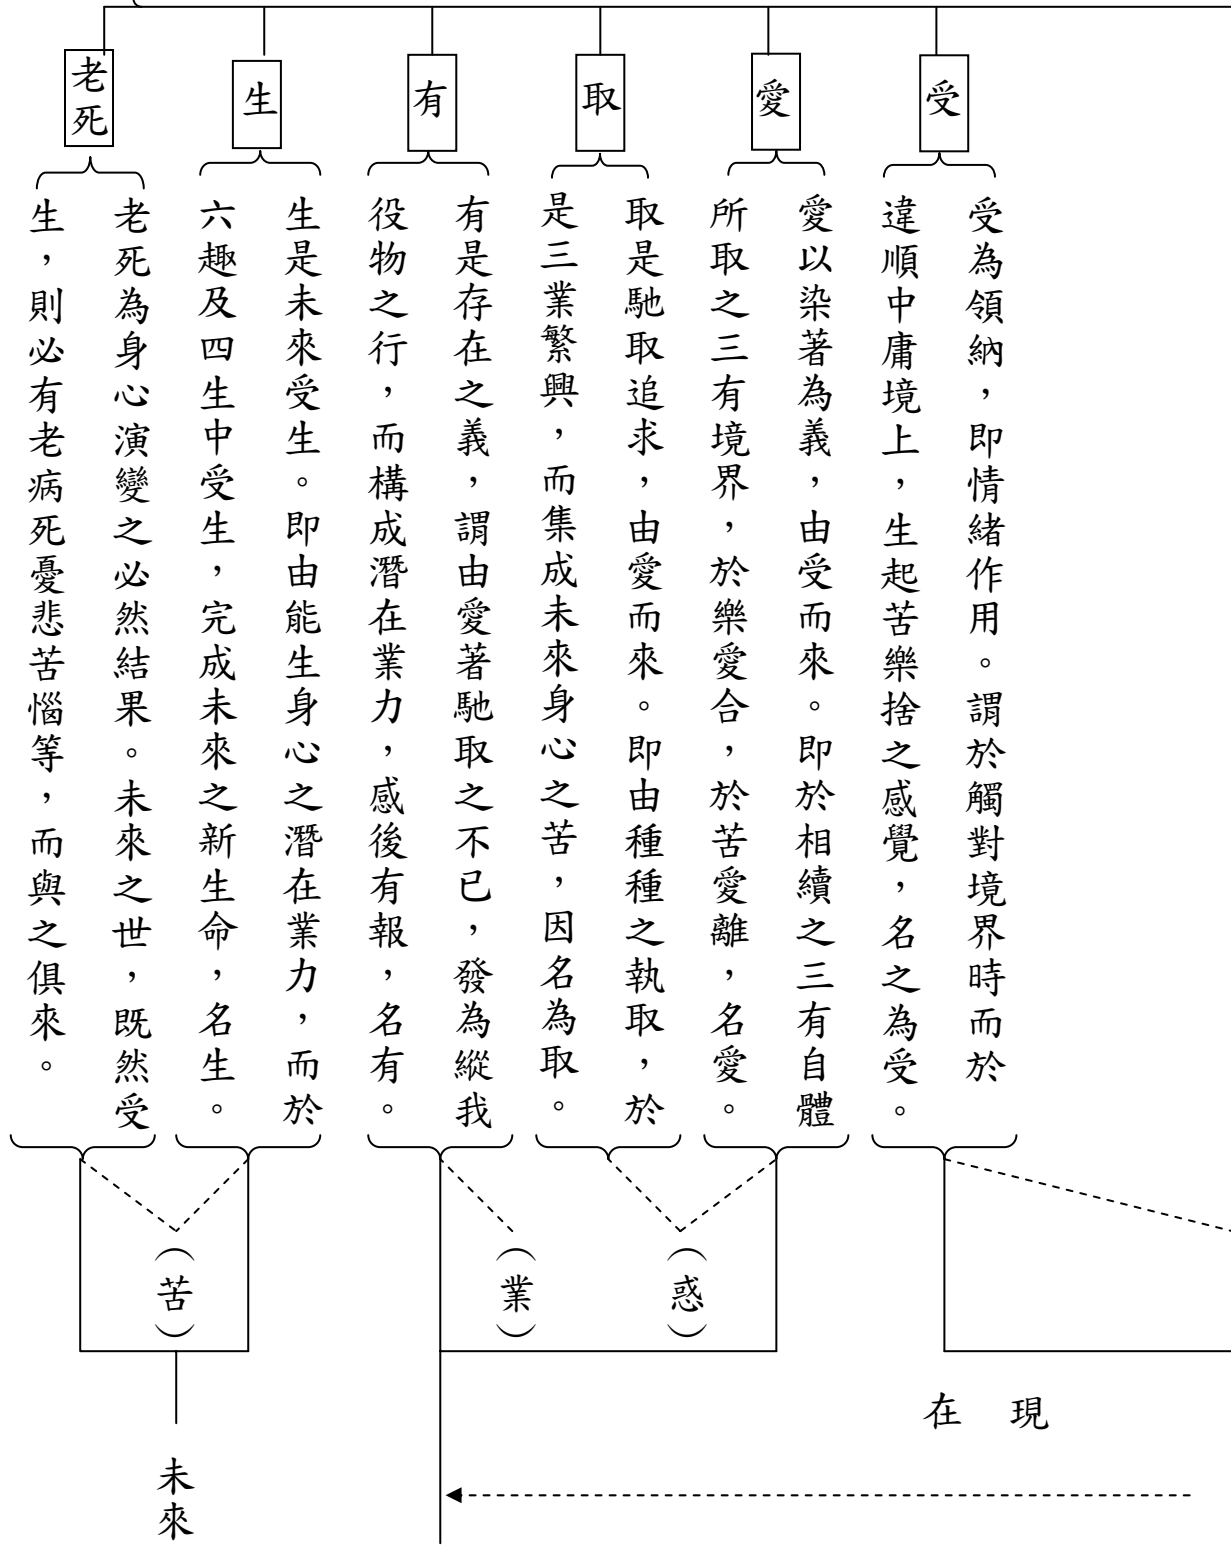 受
受為領納，即情緒作用。謂於觸對境界時而於
違順中庸境上，生起苦樂捨之感覺，名之為受。
愛
愛以染著為義，由受而來。即於相續之三有自體
所取之三有境界，於樂愛合，於苦愛離，名愛。
取
取是馳取追求，由愛而來。即由種種之執取，於
是三業繁興，而集成未來身心之苦，因名為取。
有
有是存在之義，謂由愛著馳取之不已，發為縱我
役物之行，而構成潛在業力，感後有報，名有。
生
生是未來受生。即由能生身心之潛在業力，而於
六趣及四生中受生，完成未來之新生命，名生。
老死
老死為身心演變之必然結果。未來之世，既然受
生，則必有老病死憂悲苦惱等，而與之俱來。
（惑）
（業）
（苦）
現在
未來